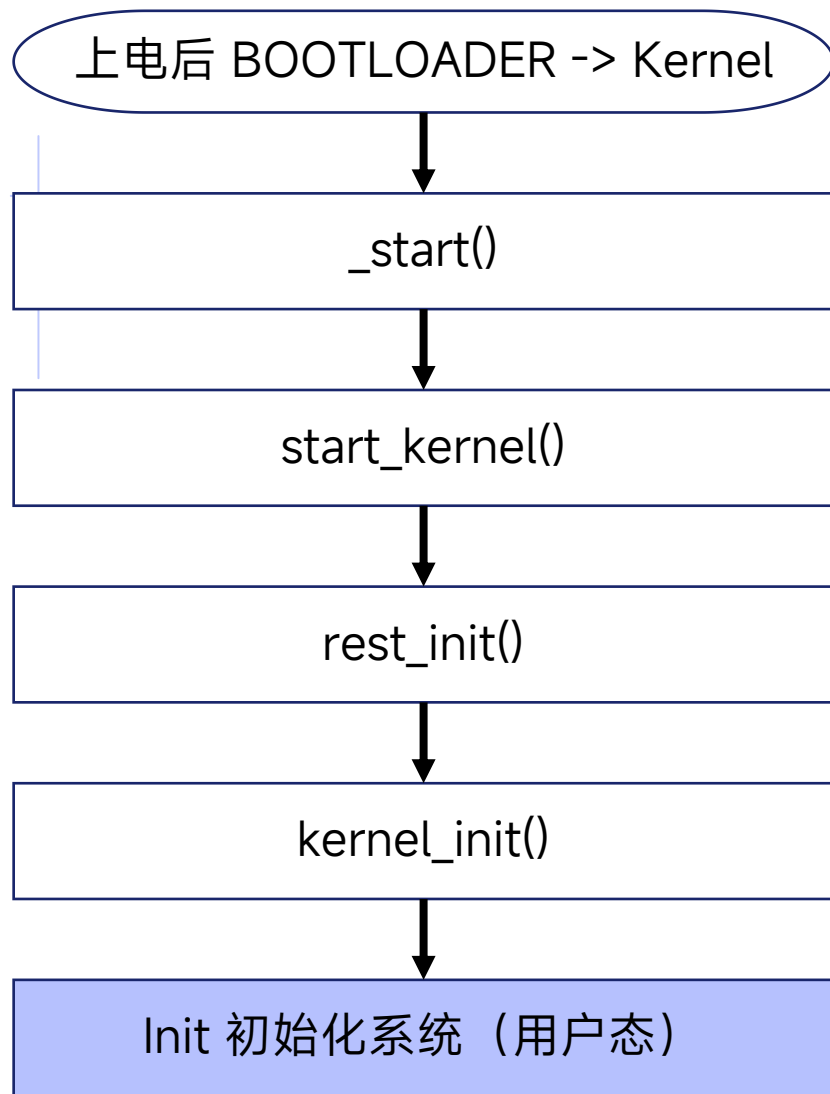 上电后 BOOTLOADER -> Kernel
_start()
start_kernel()
rest_init()
kernel_init()
Init 初始化系统（用户态）